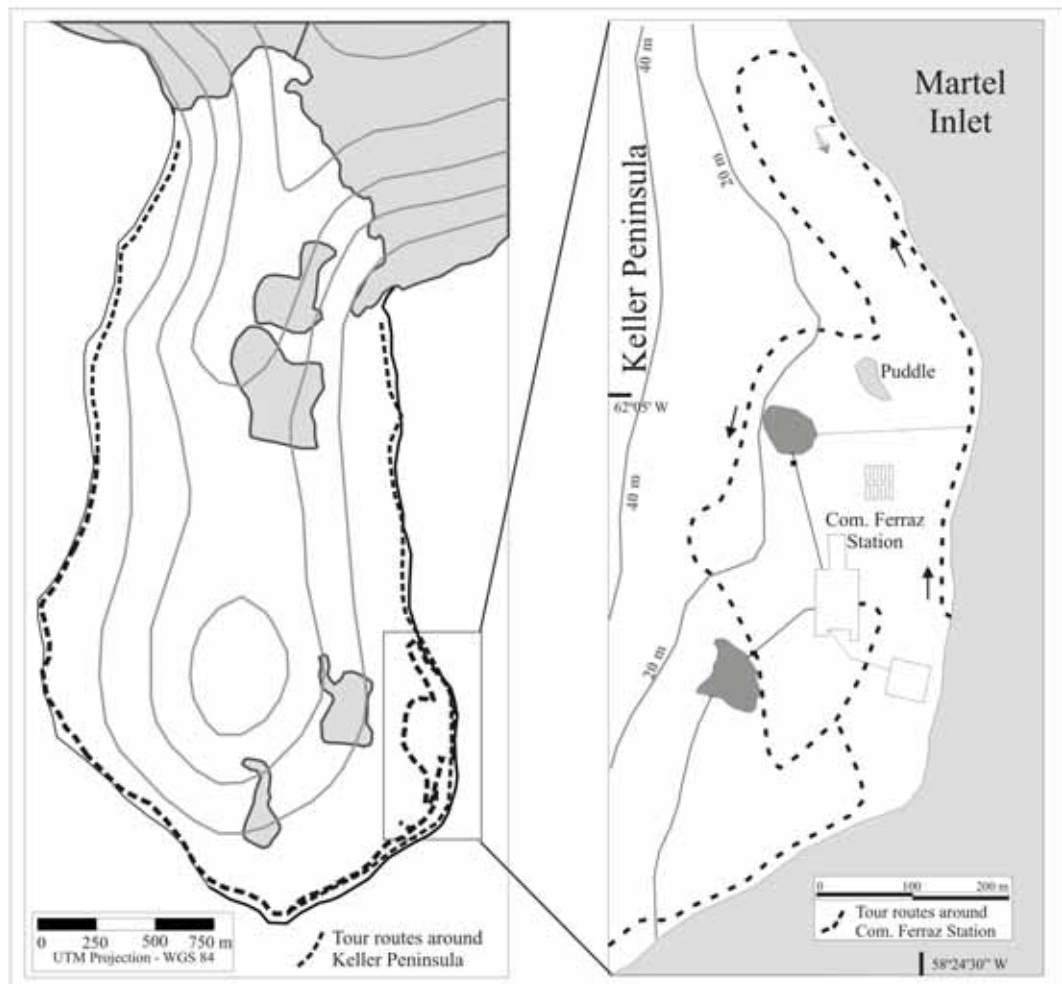 0 250 500 750 m
UTM Projection - WGS 84
Tour routes around
Keller Peninsula
40 m
20 m
Martel
Inlet
Keller Peninsula
62°05' W
Puddle
40 m
Com. Ferraz
Station
20 m
0 100 200 m
Tour routes around
Com. Ferraz Station
58°24'30" W